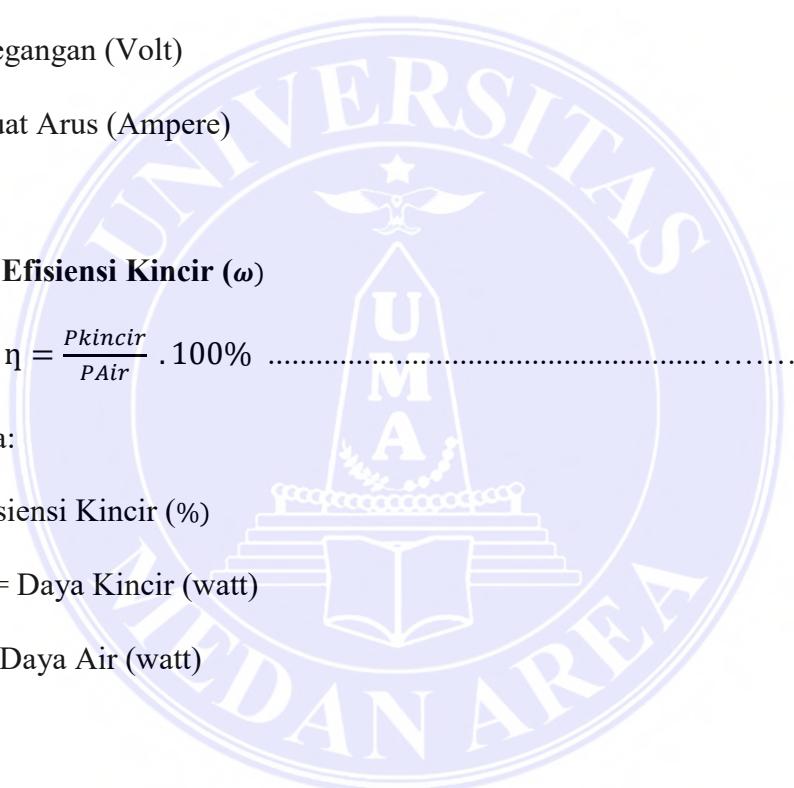 egangan (Volt)
uat Arus (Ampere)
Efisiensi Kincir (ω)
η = Pkincir / PAir . 100% ........................................................
a:
siensi Kincir (%)
= Daya Kincir (watt)
Daya Air (watt)
UNIVERSITAS
UMA
MEDAN AREA